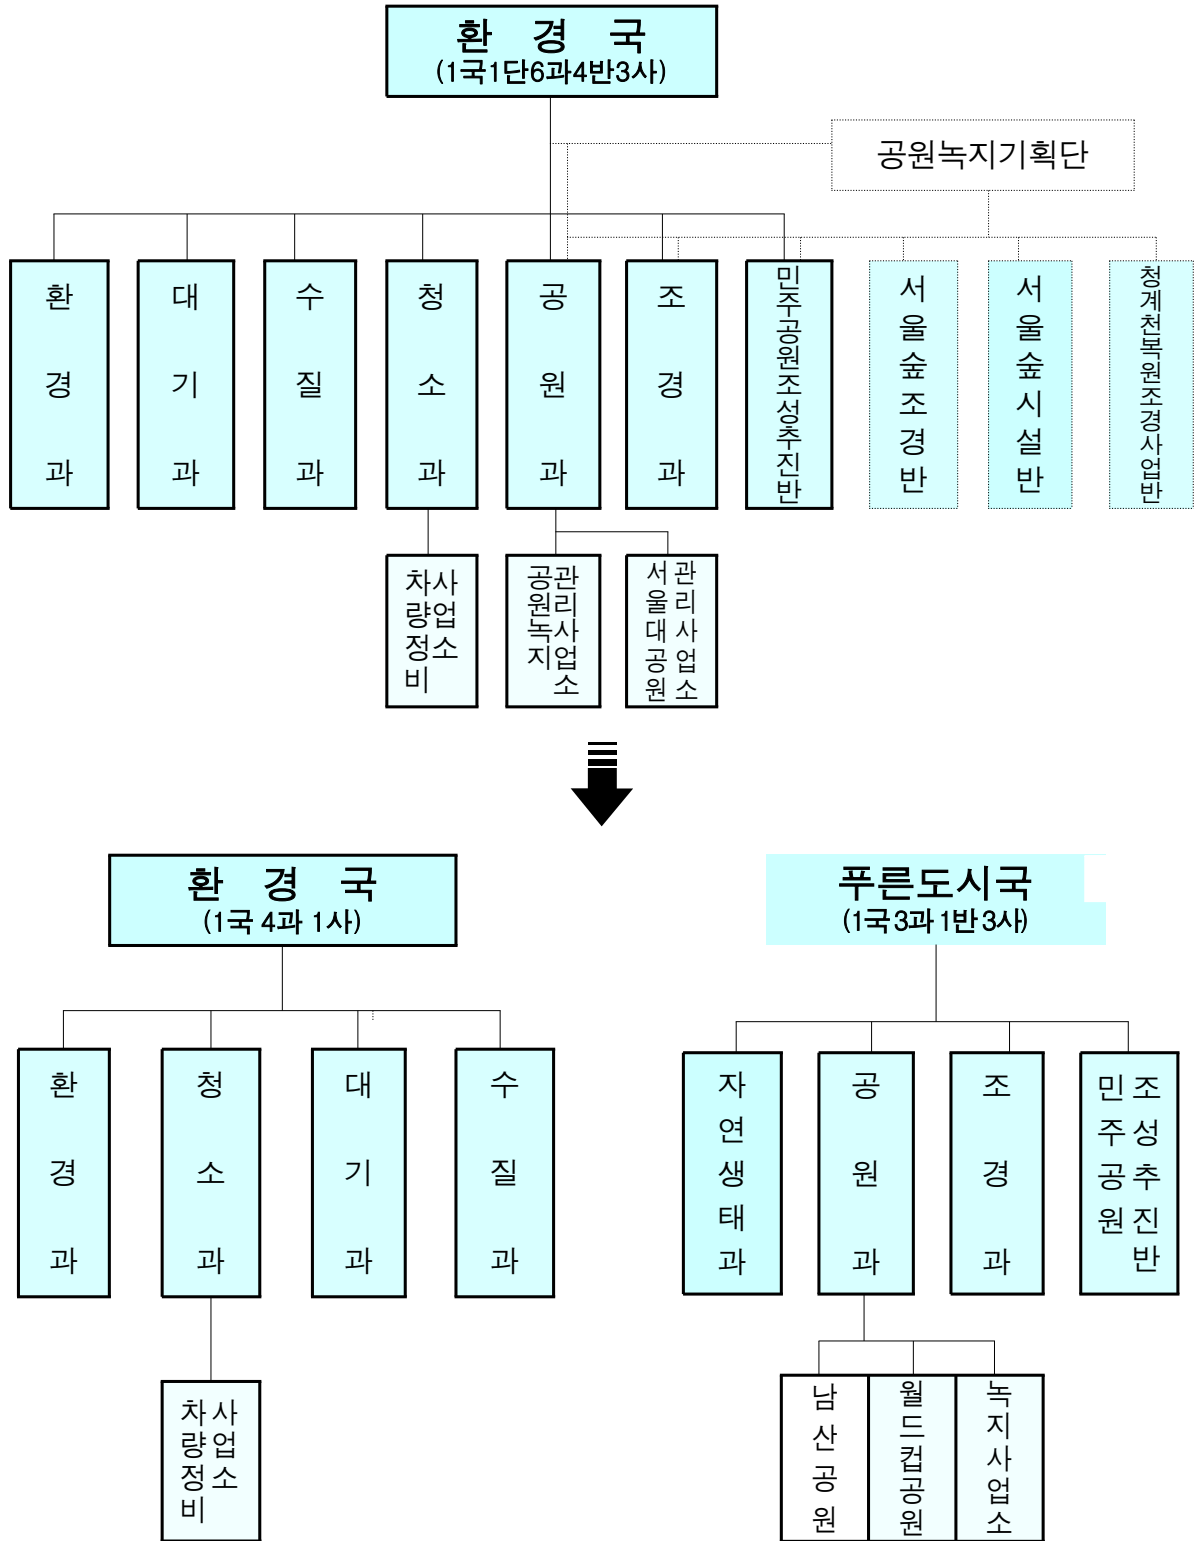 환 경 국
(1국1단6과4반3사)
공원녹지기획단
환경과
대기과
수질과
청소과
공원과
조경과
민주공원조성추진반
서울숲조경반
서울숲시설반
청계천복원조경사업반
차량정비
사업소
공원녹지
관리사업소
서울대공원
관리사업소
환 경 국
(1국 4과 1사)
푸른도시국
(1국 3과 1반 3사)
환경과
청소과
대기과
수질과
자연생태과
공원과
조경과
민주공원
조성추진반
차량정비
사업소
남산공원
월드컵공원
녹지사업소